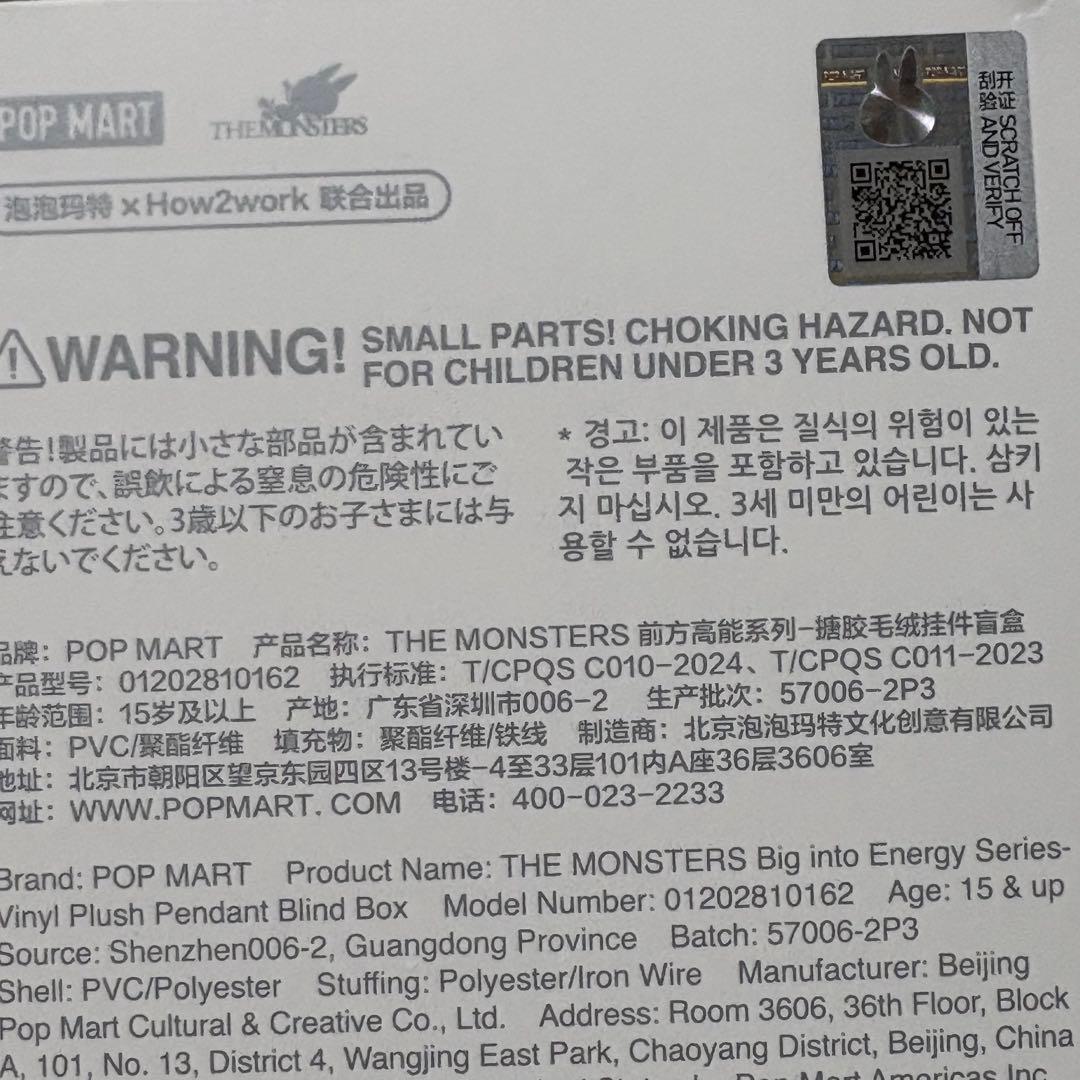 POP MART
THE MONSTERS
泡泡玛特 x How2work 联合出品
POP MART
开 证 SCRATCH OFF
刮 验 AND VERIFY
WARNING! SMALL PARTS! CHOKING HAZARD. NOT
FOR CHILDREN UNDER 3 YEARS OLD.
警告!製品には小さな部品が含まれてい
ますので、誤飲による窒息の危険性にご
注意ください。3歳以下のお子さまには与
えないでください。
* 경고: 이 제품은 질식의 위험이 있는
작은 부품을 포함하고 있습니다. 삼키
지 마십시오. 3세 미만의 어린이는 사
용할 수 없습니다.
品牌：POP MART 产品名称：THE MONSTERS 前方高能系列-搪胶毛绒挂件盲盒
产品型号：01202810162 执行标准：T/CPQS C010-2024、T/CPQS C011-2023
年龄范围：15岁及以上 产地：广东省深圳市006-2 生产批次：57006-2P3
面料：PVC/聚酯纤维 填充物：聚酯纤维/铁线 制造商：北京泡泡玛特文化创意有限公司
地址：北京市朝阳区望京东园四区13号楼-4至33层101内A座36层3606室
网址：WWW.POPMART. COM 电话：400-023-2233
Brand: POP MART Product Name: THE MONSTERS Big into Energy Series-
Vinyl Plush Pendant Blind Box Model Number: 01202810162 Age: 15 & up
Source: Shenzhen006-2, Guangdong Province Batch: 57006-2P3
Shell: PVC/Polyester Stuffing: Polyester/Iron Wire Manufacturer: Beijing
Pop Mart Cultural & Creative Co., Ltd. Address: Room 3606, 36th Floor, Block
A, 101, No. 13, District 4, Wangjing East Park, Chaoyang District, Beijing, China
Pop Mart Americas Inc